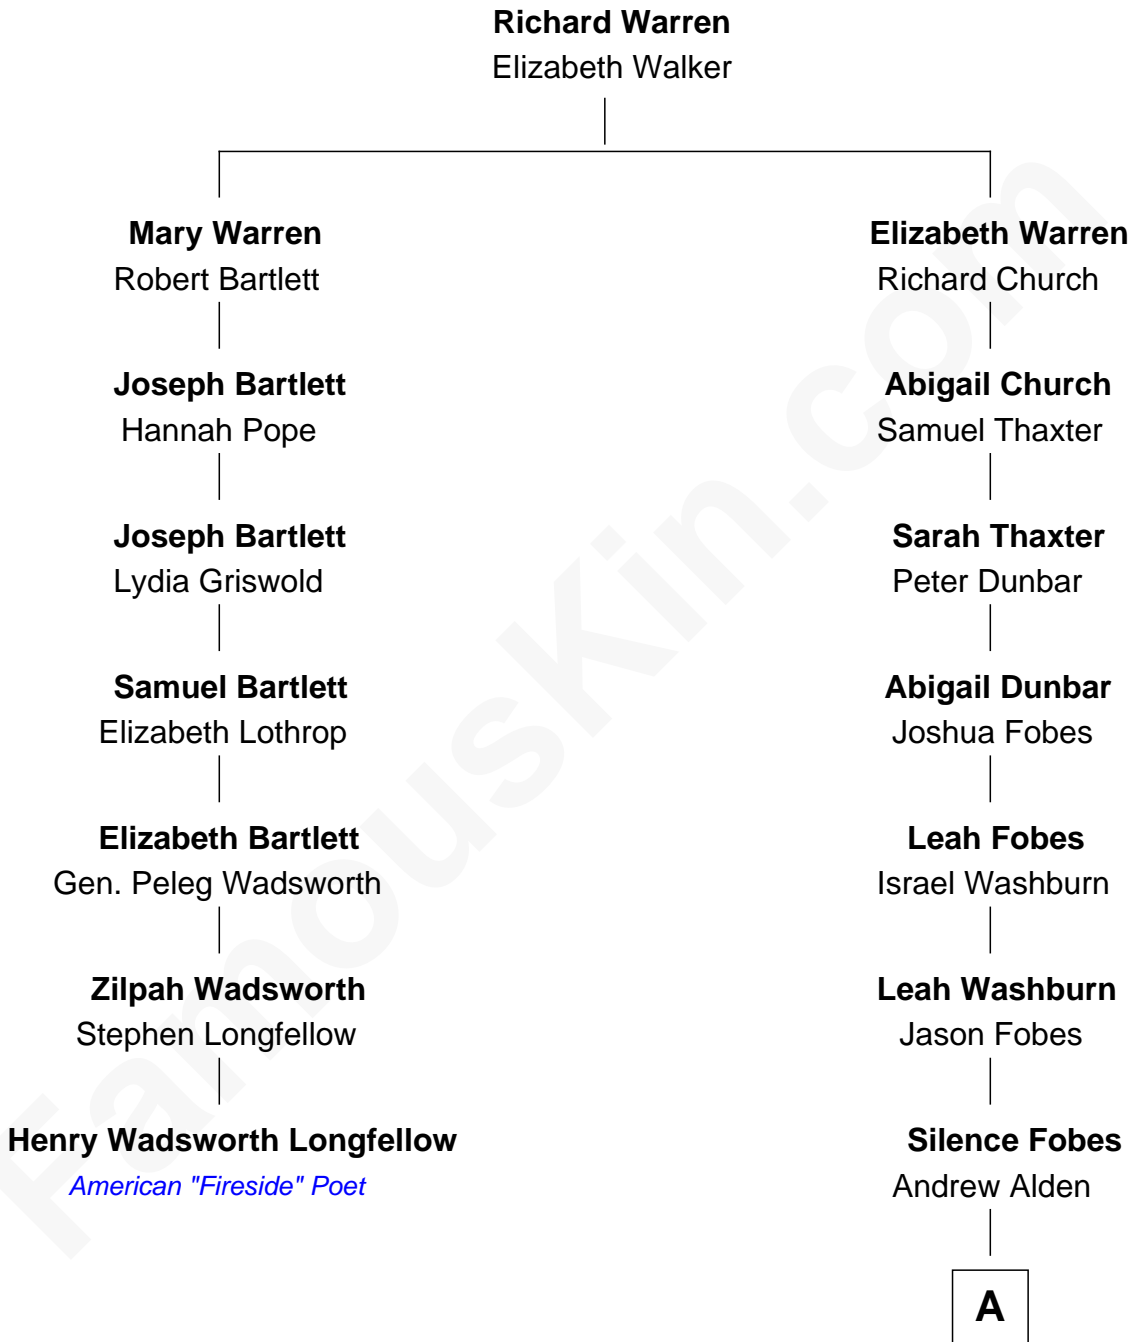 Richard Warren
Elizabeth Walker
Mary Warren
Robert Bartlett
Elizabeth Warren
Richard Church
Joseph Bartlett
Hannah Pope
Abigail Church
Samuel Thaxter
Joseph Bartlett
Lydia Griswold
Sarah Thaxter
Peter Dunbar
Samuel Bartlett
Elizabeth Lothrop
Abigail Dunbar
Joshua Fobes
Elizabeth Bartlett
Gen. Peleg Wadsworth
Leah Fobes
Israel Washburn
Zilpah Wadsworth
Stephen Longfellow
Leah Washburn
Jason Fobes
Henry Wadsworth Longfellow
American "Fireside" Poet
Silence Fobes
Andrew Alden
A
FamousKin.com